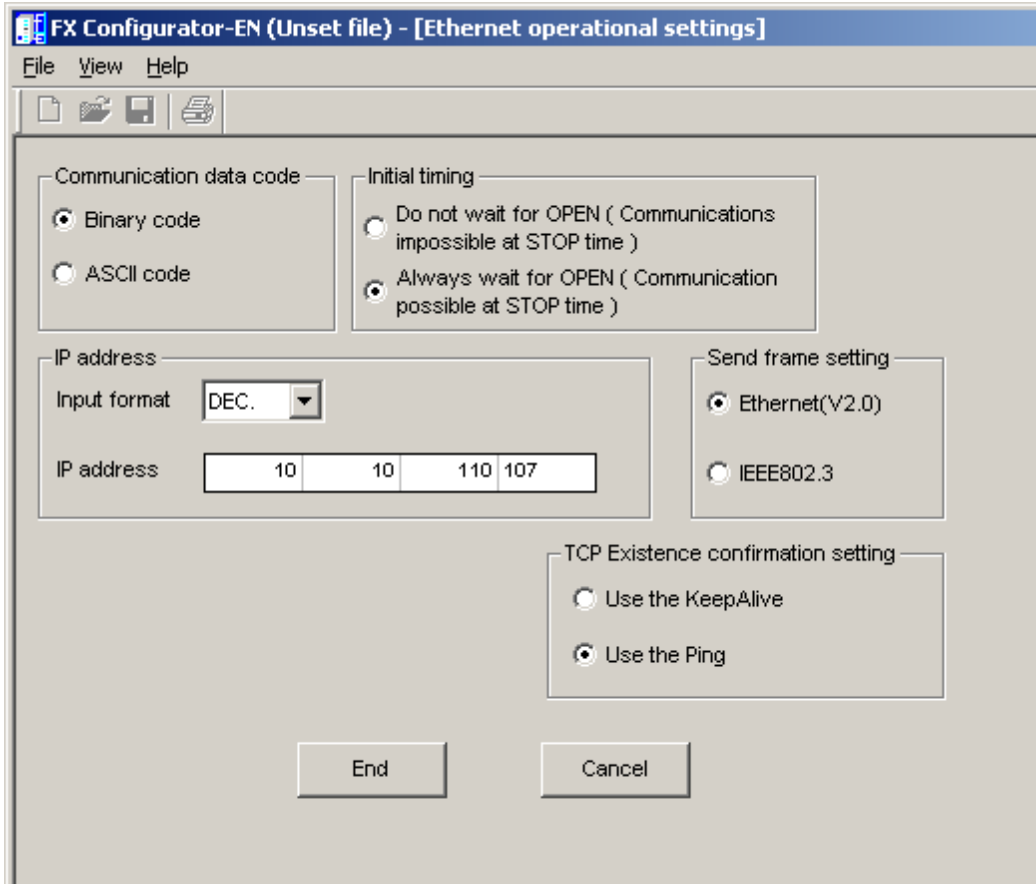 FX Configurator-EN (Unset file) - [Ethernet operational settings]
File View Help
Communication data code
Binary code
ASCII code
Initial timing
Do not wait for OPEN ( Communications
impossible at STOP time )
Always wait for OPEN ( Communication
possible at STOP time )
IP address
Input format DEC.
IP address 10 10 110 107
Send frame setting
Ethernet(V2.0)
IEEE802.3
TCP Existence confirmation setting
Use the KeepAlive
Use the Ping
End Cancel